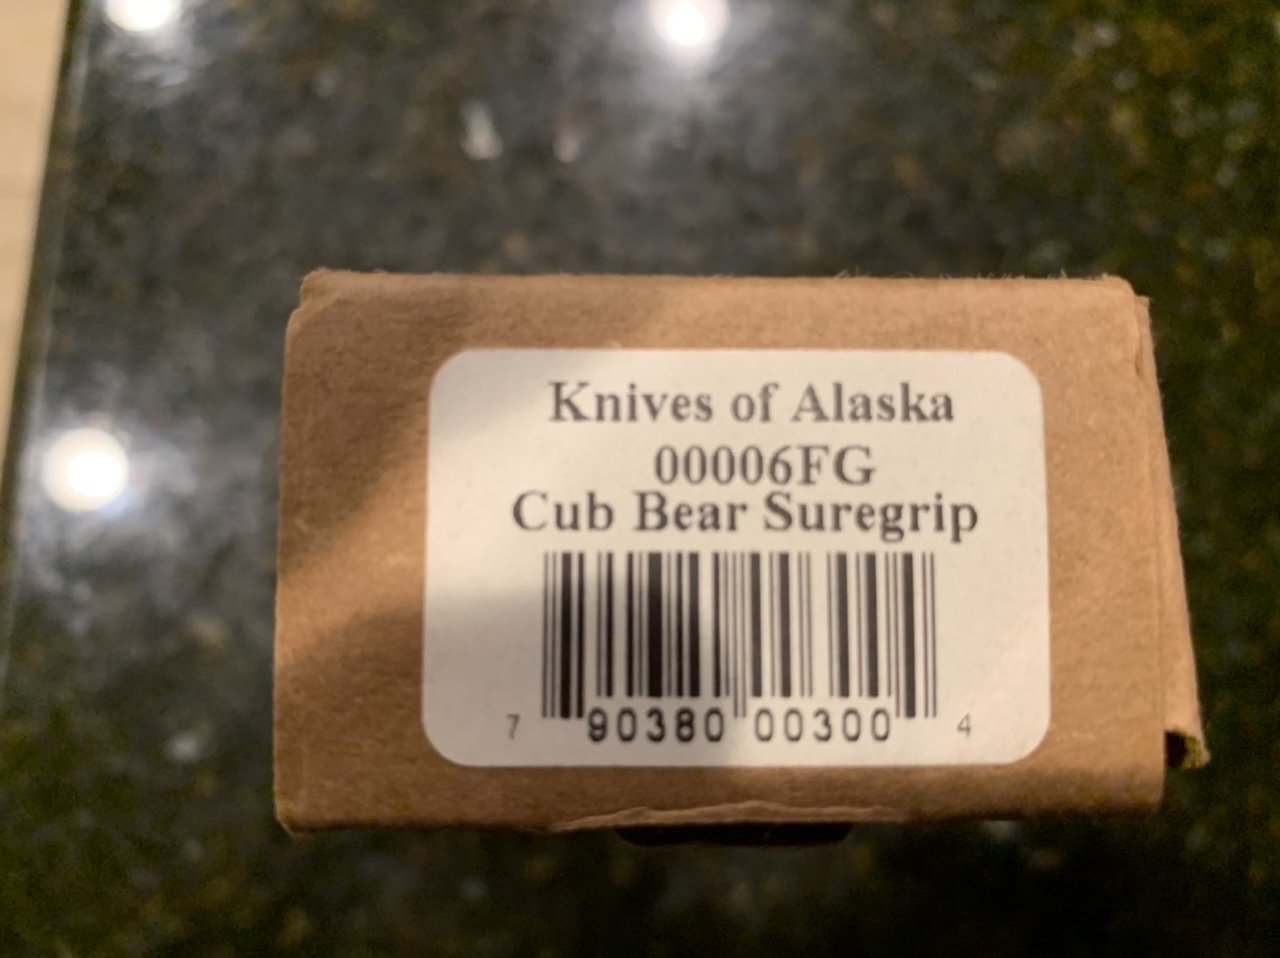 Knives of Alaska
00006FG
Cub Bear Suregrip
7 90380 00300 4